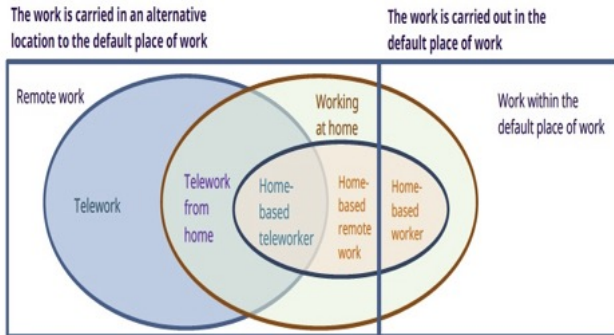 The work is carried in an alternative
location to the default place of work
The work is carried out in the
default place of work
Remote work
Working
at home
Work within the
default place of work
Telework
Telework
from
home
Home-
based
teleworker
Home-
based
remote
work
Home-
based
worker